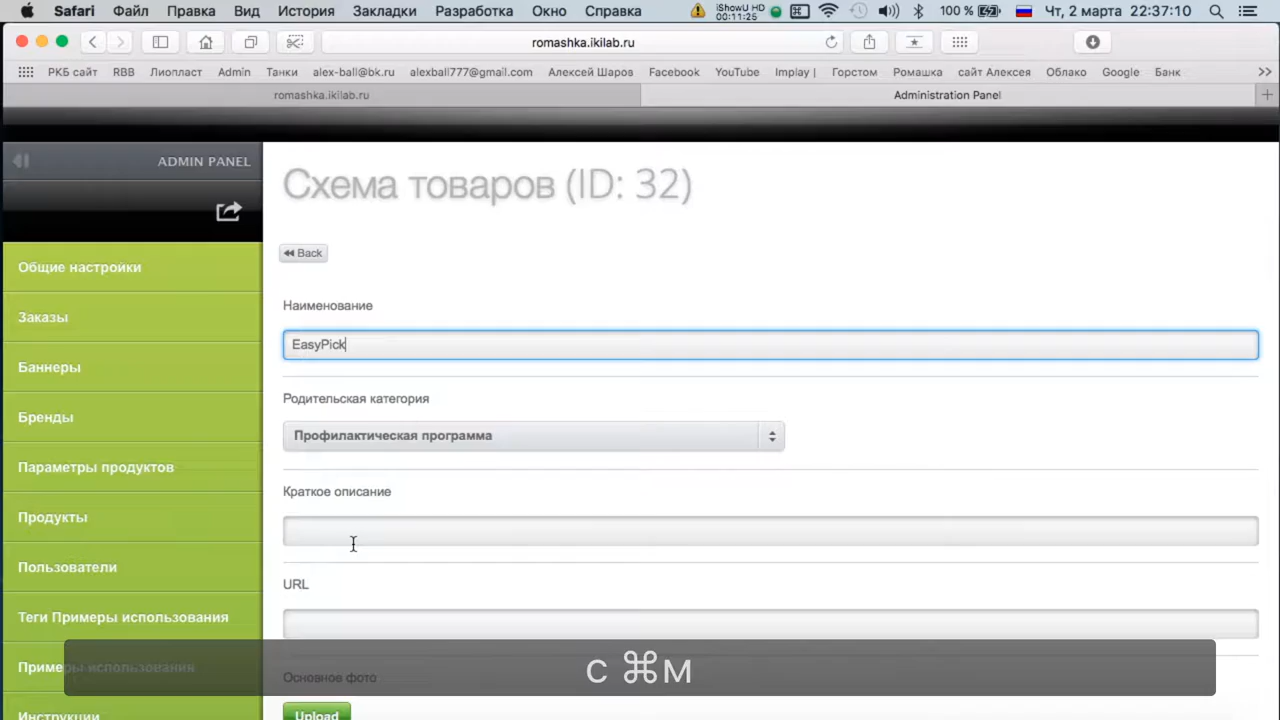 Safari Файл Правка Вид История Закладки Разработка Окно Справка iShowU HD 00:11:25 100 % Чт, 2 марта 22:37:10
romashka.ikilab.ru
РКБ сайт RBB Лиопласт Admin Танки alex-ball@bk.ru alexball777@gmail.com Алексей Шаров Facebook YouTube Implay | Горстом Ромашка сайт Алексея Облако Google Банк >>
romashka.ikilab.ru Administration Panel
ADMIN PANEL
Схема товаров (ID: 32)
Back
Общие настройки
Наименование
Заказы
EasyPick
Баннеры
Родительская категория
Бренды
Профилактическая программа
Параметры продуктов
Краткое описание
Продукты
Пользователи
URL
Теги Примеры использования
Примеры использования
с ⌘М
Основное фото
Инструкции
Upload